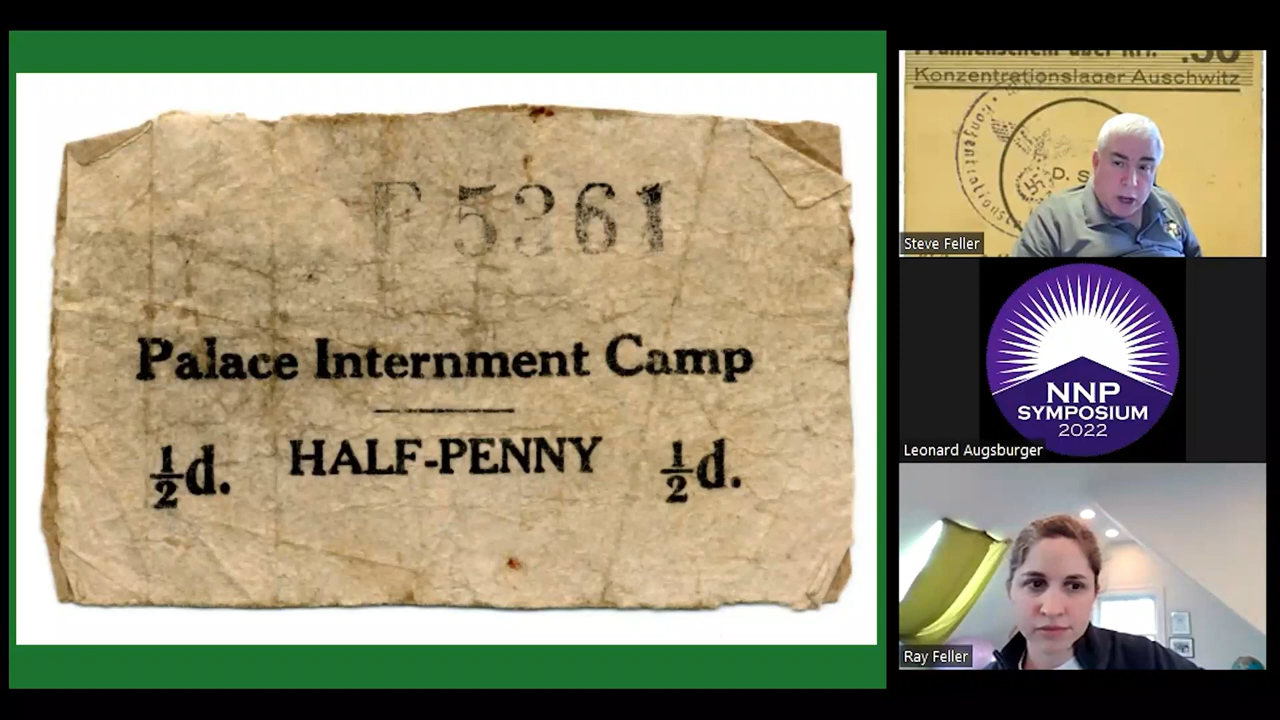 F 5361
Palace Internment Camp
½d. HALF-PENNY ½d.
.50
Konzentrationslager Auschwitz
D. S
Steve Feller
NNP
SYMPOSIUM
2022
Leonard Augsburger
Ray Feller